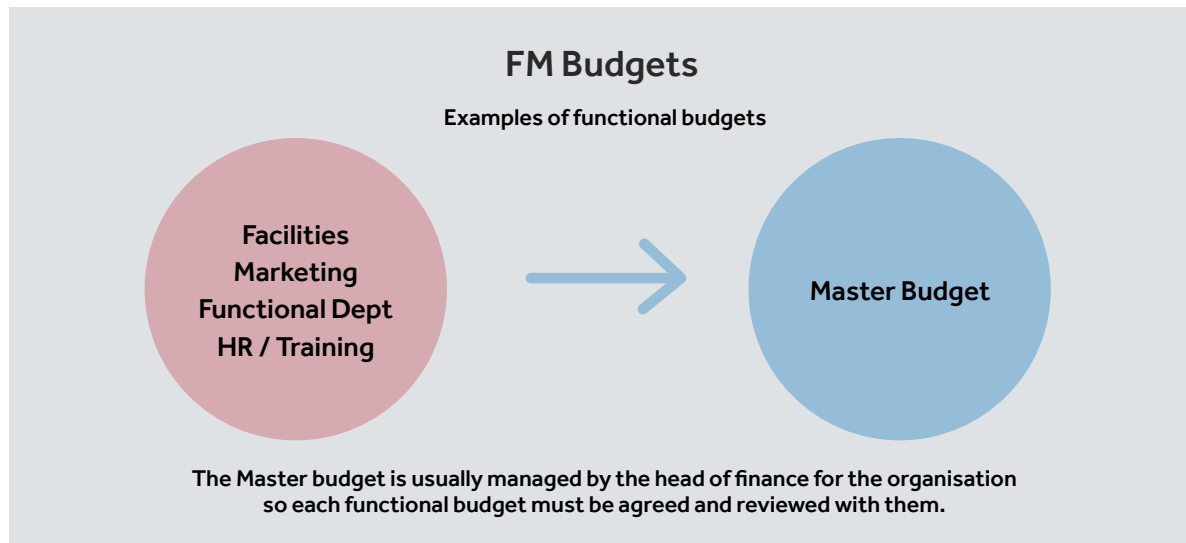 FM Budgets
Examples of functional budgets
Facilities
Marketing
Functional Dept
HR / Training
Master Budget
The Master budget is usually managed by the head of finance for the organisation
so each functional budget must be agreed and reviewed with them.